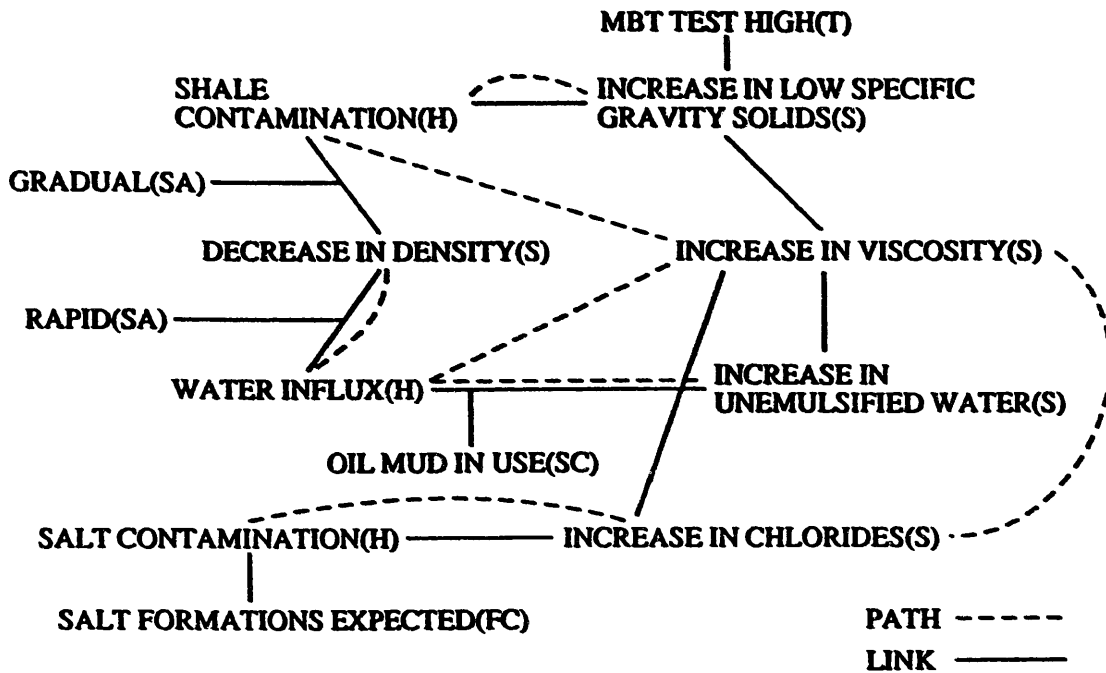 MBT TEST HIGH(T)
SHALE
CONTAMINATION(H)
INCREASE IN LOW SPECIFIC
GRAVITY SOLIDS(S)
GRADUAL(SA)
DECREASE IN DENSITY(S)
INCREASE IN VISCOSITY(S)
RAPID(SA)
WATER INFLUX(H)
INCREASE IN
UNEMULSIFIED WATER(S)
OIL MUD IN USE(SC)
SALT CONTAMINATION(H)
INCREASE IN CHLORIDES(S)
SALT FORMATIONS EXPECTED(FC)
PATH
LINK